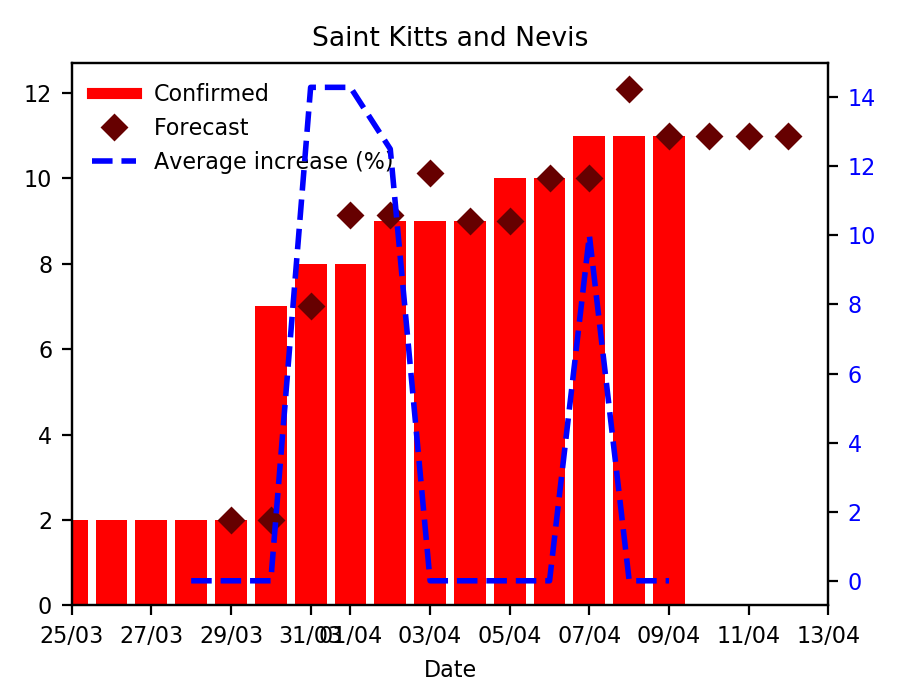 Saint Kitts and Nevis
Confirmed
Forecast
Average increase (%)
12
10
8
6
4
2
0
14
12
10
8
6
4
2
0
25/03 27/03 29/03 31/03 01/04 03/04 05/04 07/04 09/04 11/04 13/04
Date